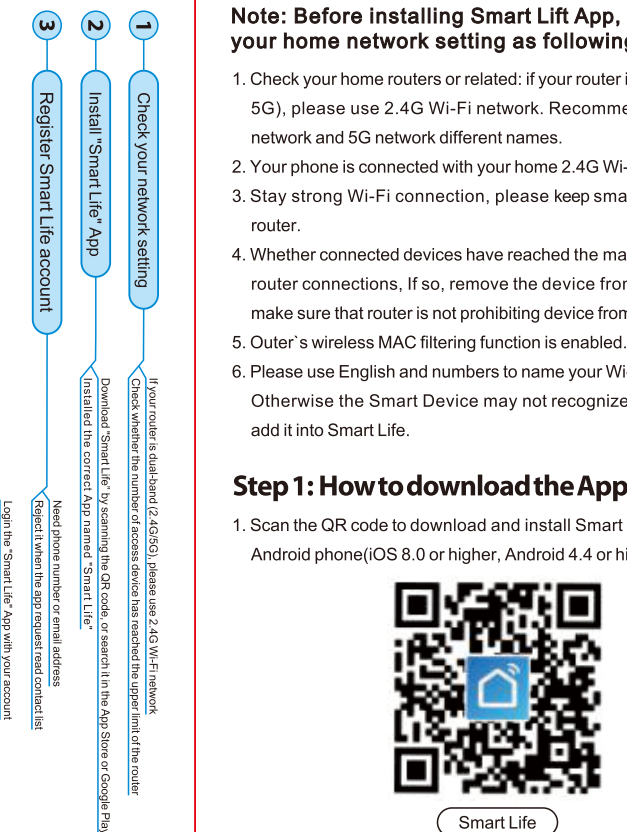 1
Check your network setting
If your router is dual-band (2.4G/5G), please use 2.4G Wi-Fi network
Check whether the number of access device has reached the upper limit of the router
2
Install "Smart Life" App
Download "Smart Life" by scanning the QR code, or search it in the App Store or Google Play
Installed the correct App named "Smart Life"
3
Register Smart Life account
Need phone number or email address
Reject it when the app request read contact list
Login the "Smart Life" App with your account
Note: Before installing Smart Lift App,
your home network setting as following
1. Check your home routers or related: if your router i
5G), please use 2.4G Wi-Fi network. Recomme
network and 5G network different names.
2. Your phone is connected with your home 2.4G Wi-
3. Stay strong Wi-Fi connection, please keep sma
router.
4. Whether connected devices have reached the ma
router connections, If so, remove the device from
make sure that router is not prohibiting device from
5. Outer`s wireless MAC filtering function is enabled.
6. Please use English and numbers to name your Wi-
Otherwise the Smart Device may not recognize
add it into Smart Life.
Step 1: How to download the App
1. Scan the QR code to download and install Smart
Android phone(iOS 8.0 or higher, Android 4.4 or hi
Smart Life